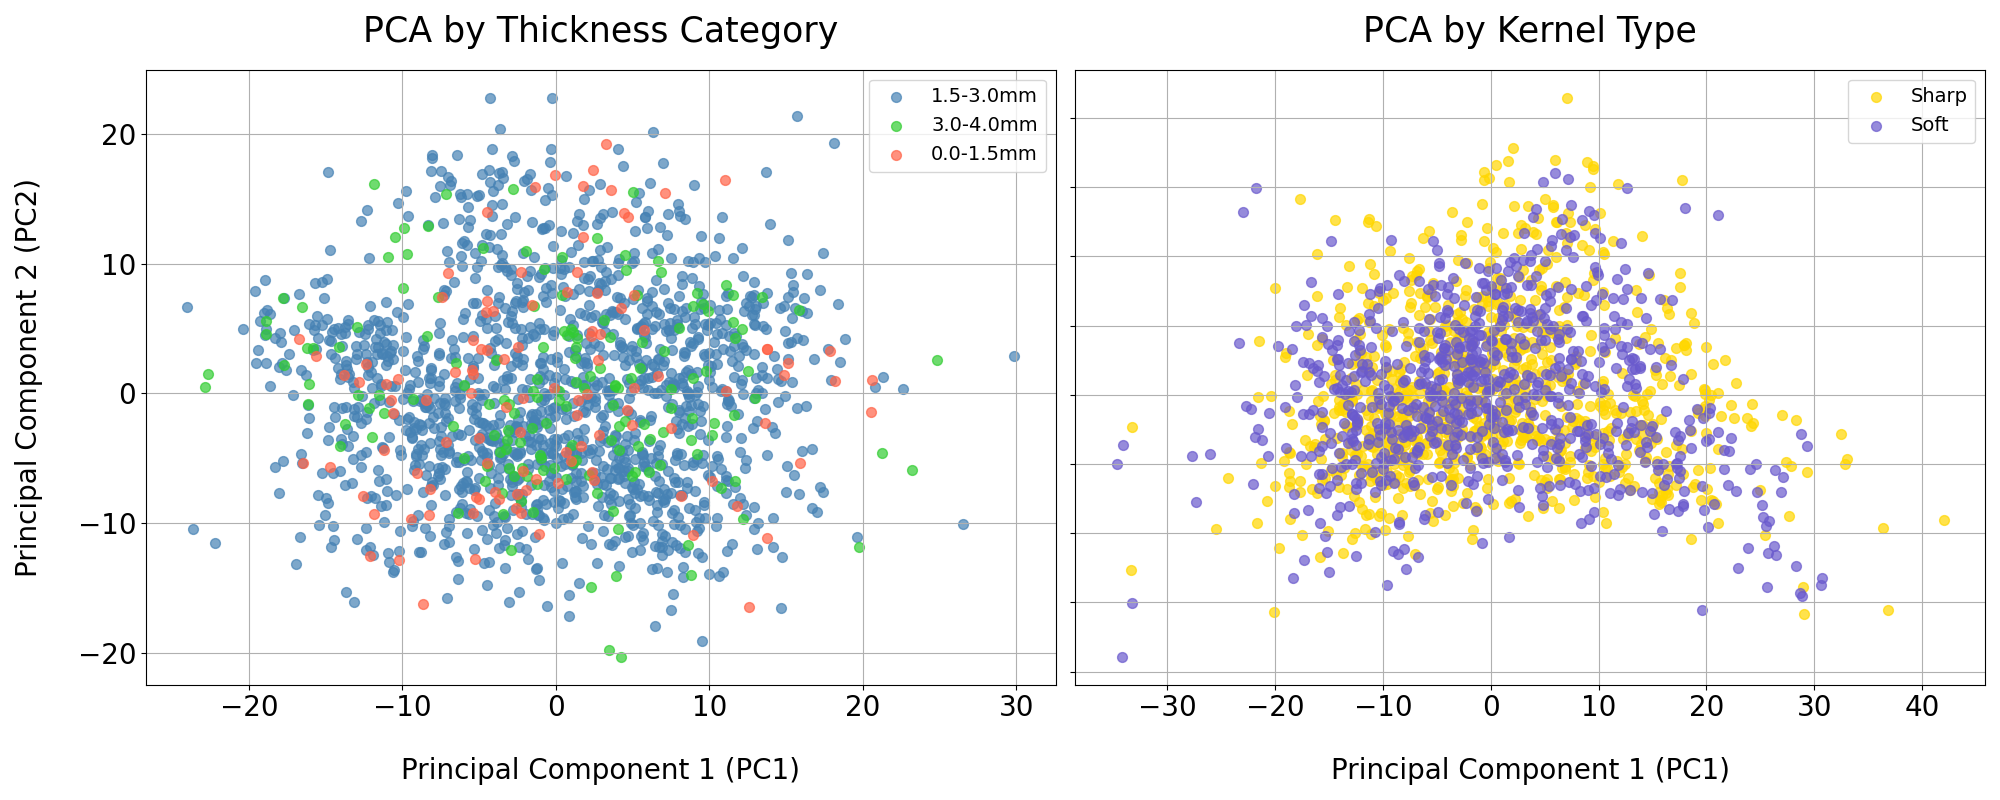 PCA by Thickness Category
PCA by Kernel Type
1.5-3.0mm
3.0-4.0mm
0.0-1.5mm
Sharp
Soft
Principal Component 2 (PC2)
20
10
0
−10
−20
−20 −10 0 10 20 30
−30 −20 −10 0 10 20 30 40
Principal Component 1 (PC1)
Principal Component 1 (PC1)